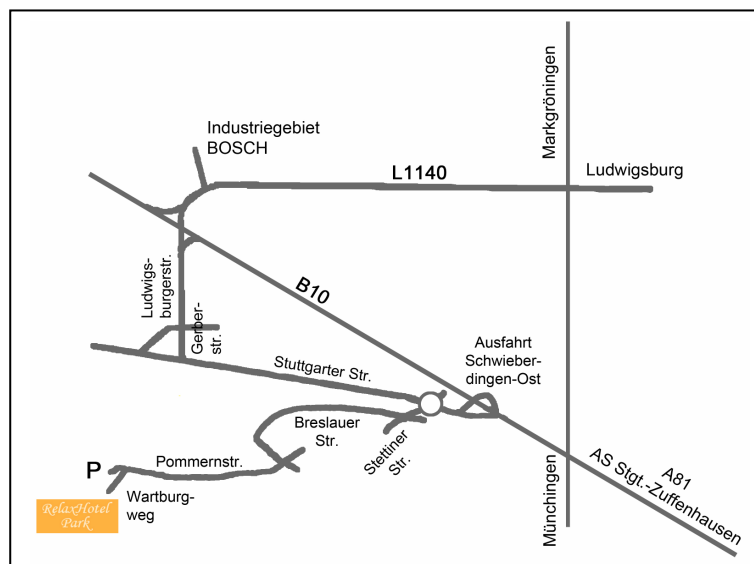 Markgröningen
Industriegebiet
BOSCH
L1140
Ludwigsburg
Ludwigs-
burgerstr.
B10
Gerber-
str.
Ausfahrt
Schwieber-
dingen-Ost
Stuttgarter Str.
Breslauer
Str.
Stettiner
Str.
Pommernstr.
P
Wartburg-
weg
RelaxHotel
Park
Münchingen
A81
AS Stgt.-Zuffenhausen